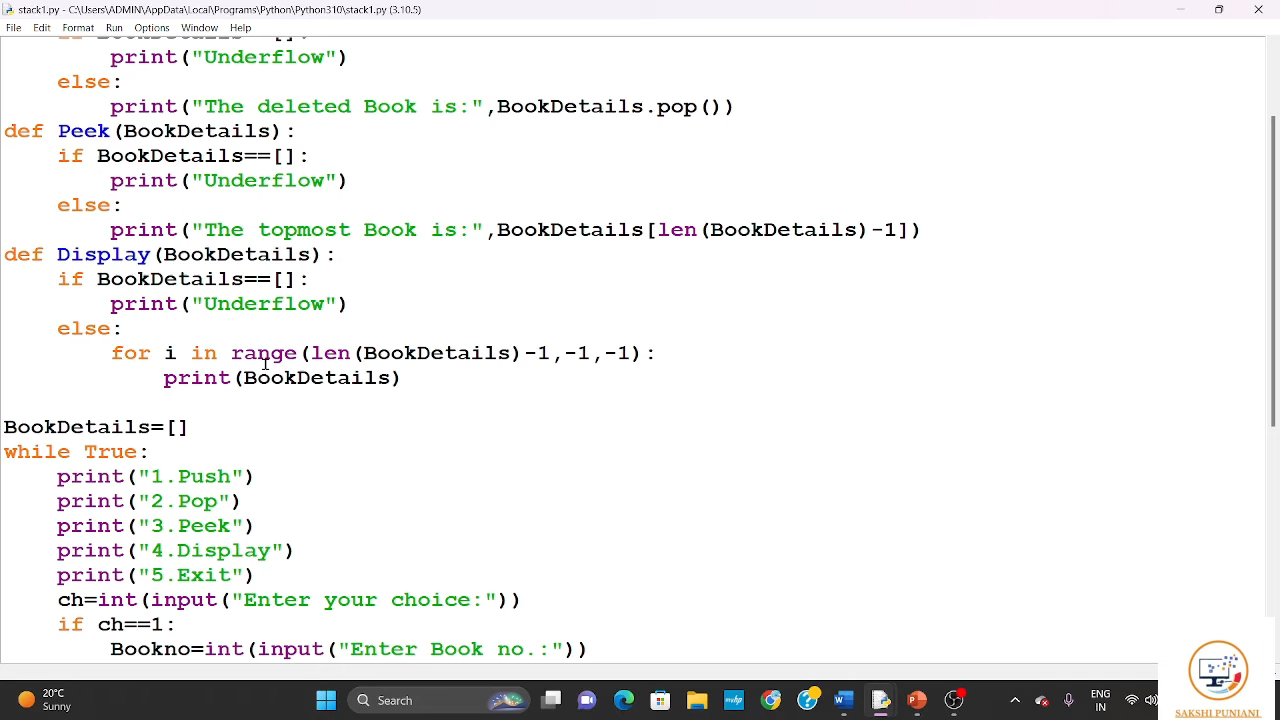 stack1.py - C:\Users\ADMIN\AppData\Local\Programs\Python\Python310\stack1.py (3.10.5)
File Edit Format Run Options Window Help
print("Underflow")
else:
print("The deleted Book is:",BookDetails.pop())
def Peek(BookDetails):
if BookDetails==[]:
print("Underflow")
else:
print("The topmost Book is:",BookDetails[len(BookDetails)-1])
def Display(BookDetails):
if BookDetails==[]:
print("Underflow")
else:
for i in range(len(BookDetails)-1,-1,-1):
print(BookDetails)
BookDetails=[]
while True:
print("1.Push")
print("2.Pop")
print("3.Peek")
print("4.Display")
print("5.Exit")
ch=int(input("Enter your choice:"))
if ch==1:
Bookno=int(input("Enter Book no.:"))
20°C
Sunny
Search
ENG
IN
SAKSHI PUNIANI